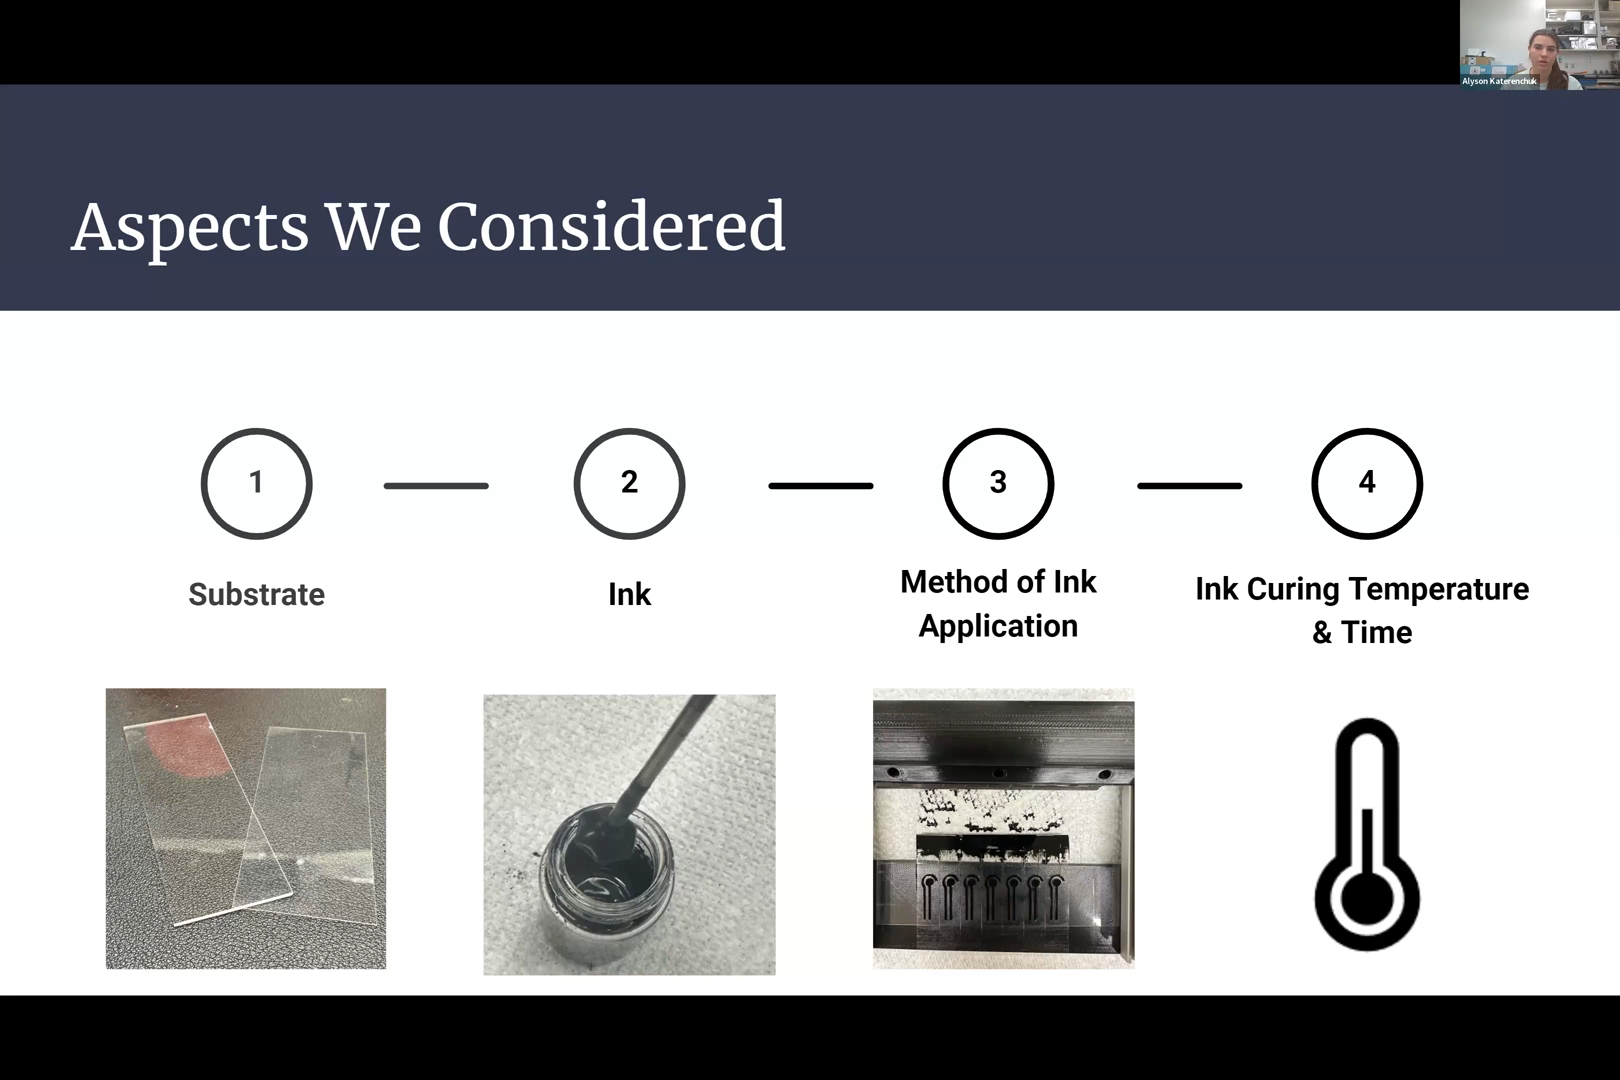 Alyson Katerenchuk
Aspects We Considered
1
2
3
4
Substrate
Ink
Method of Ink
Application
Ink Curing Temperature
& Time